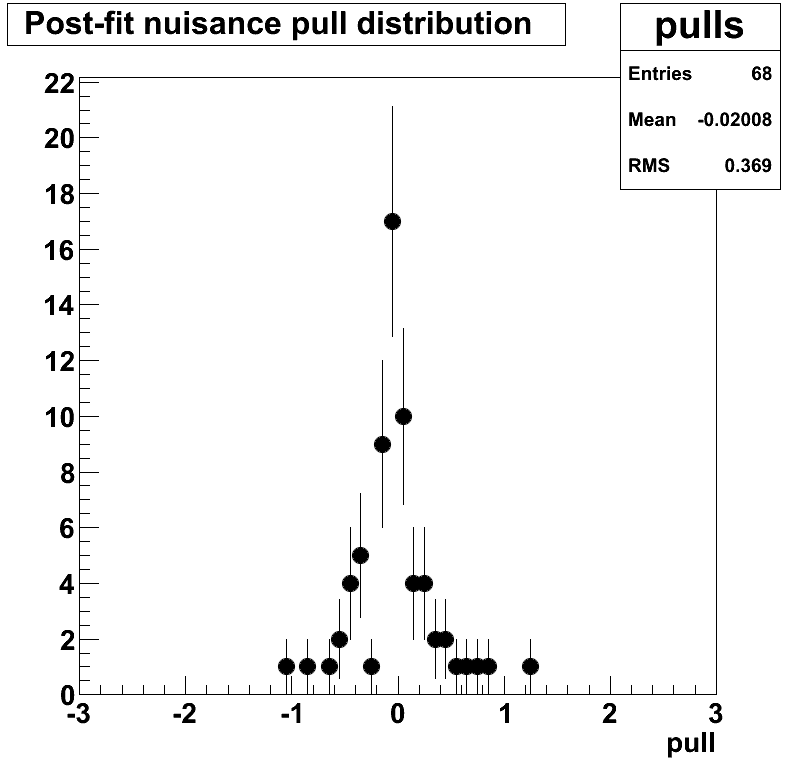 Post-fit nuisance pull distribution
pulls
Entries 68
Mean -0.02008
RMS 0.369
22
20
18
16
14
12
10
8
6
4
2
0
-3 -2 -1 0 1 2 3
pull